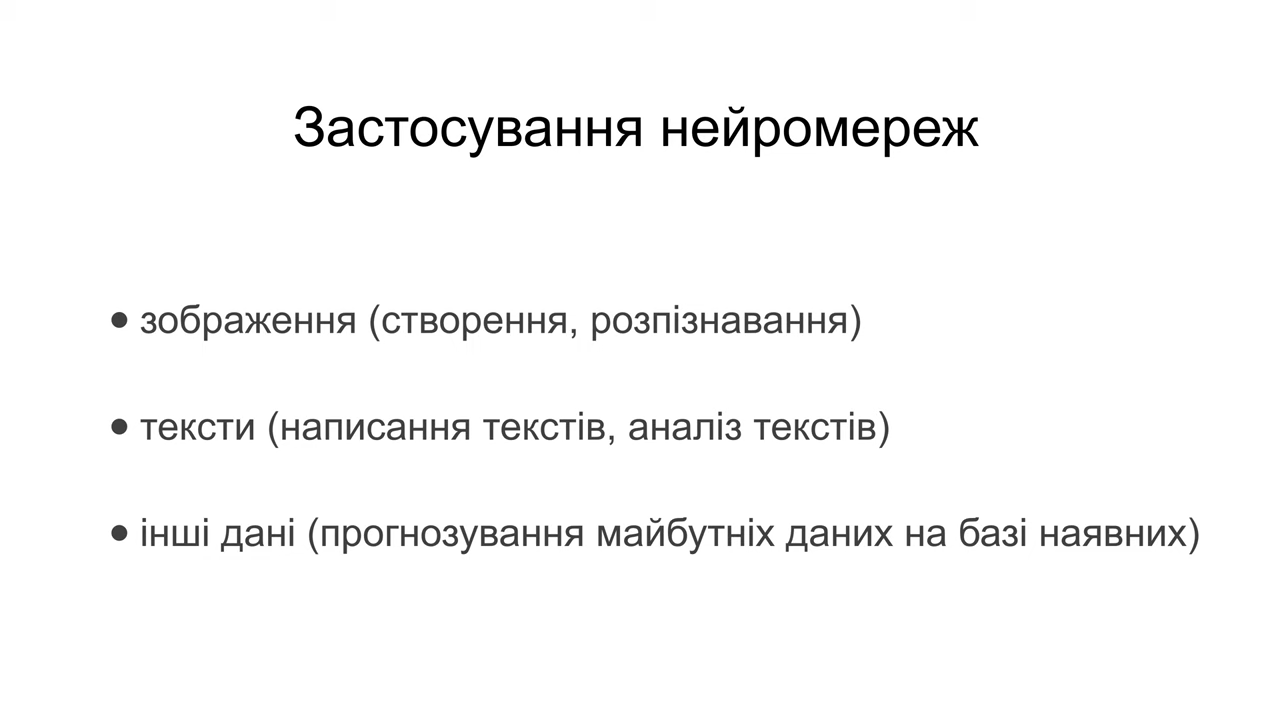 Застосування нейромереж
• зображення (створення, розпізнавання)
• тексти (написання текстів, аналіз текстів)
• інші дані (прогнозування майбутніх даних на базі наявних)